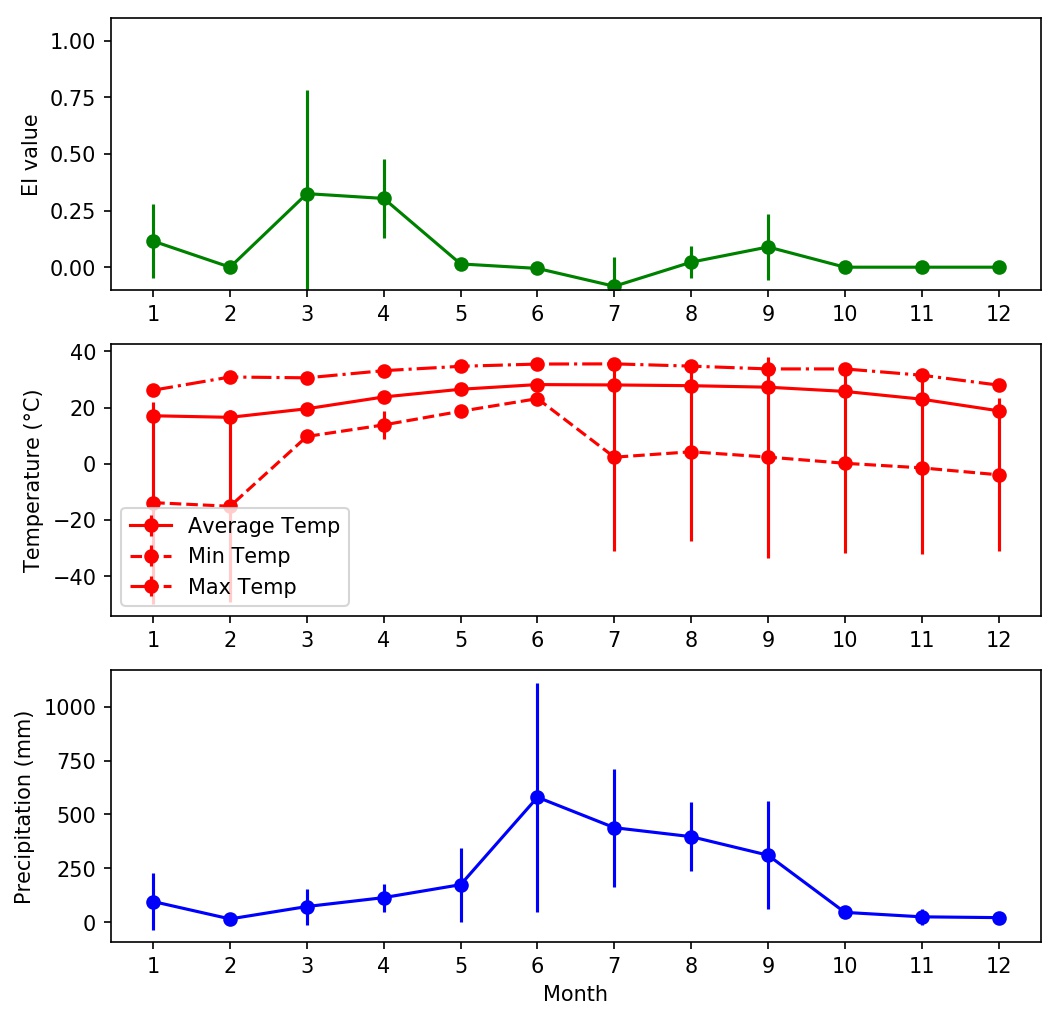 EI value
1.00
0.75
0.50
0.25
0.00
1 2 3 4 5 6 7 8 9 10 11 12
Temperature (°C)
40
20
0
−20
−40
Average Temp
Min Temp
Max Temp
1 2 3 4 5 6 7 8 9 10 11 12
Precipitation (mm)
1000
750
500
250
0
1 2 3 4 5 6 7 8 9 10 11 12
Month